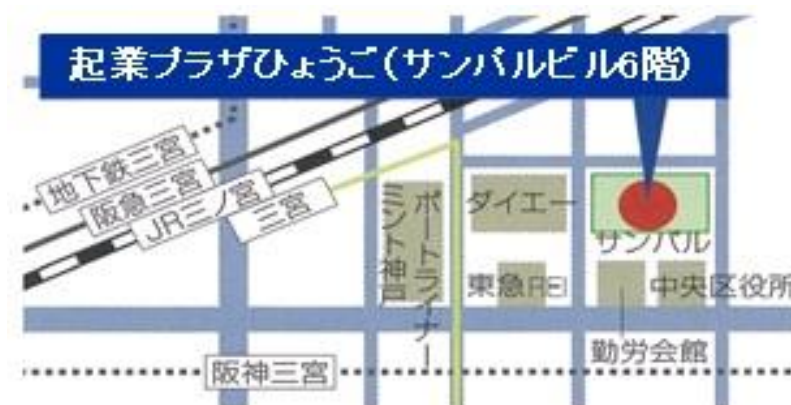 起業プラザひょうご(サンパルビル6階)
地下鉄三宮
阪急三宮
JR三ノ宮
三宮
ミント神戸
ポートライナー
ダイエー
サンパル
東急REI
中央区役所
勤労会館
阪神三宮